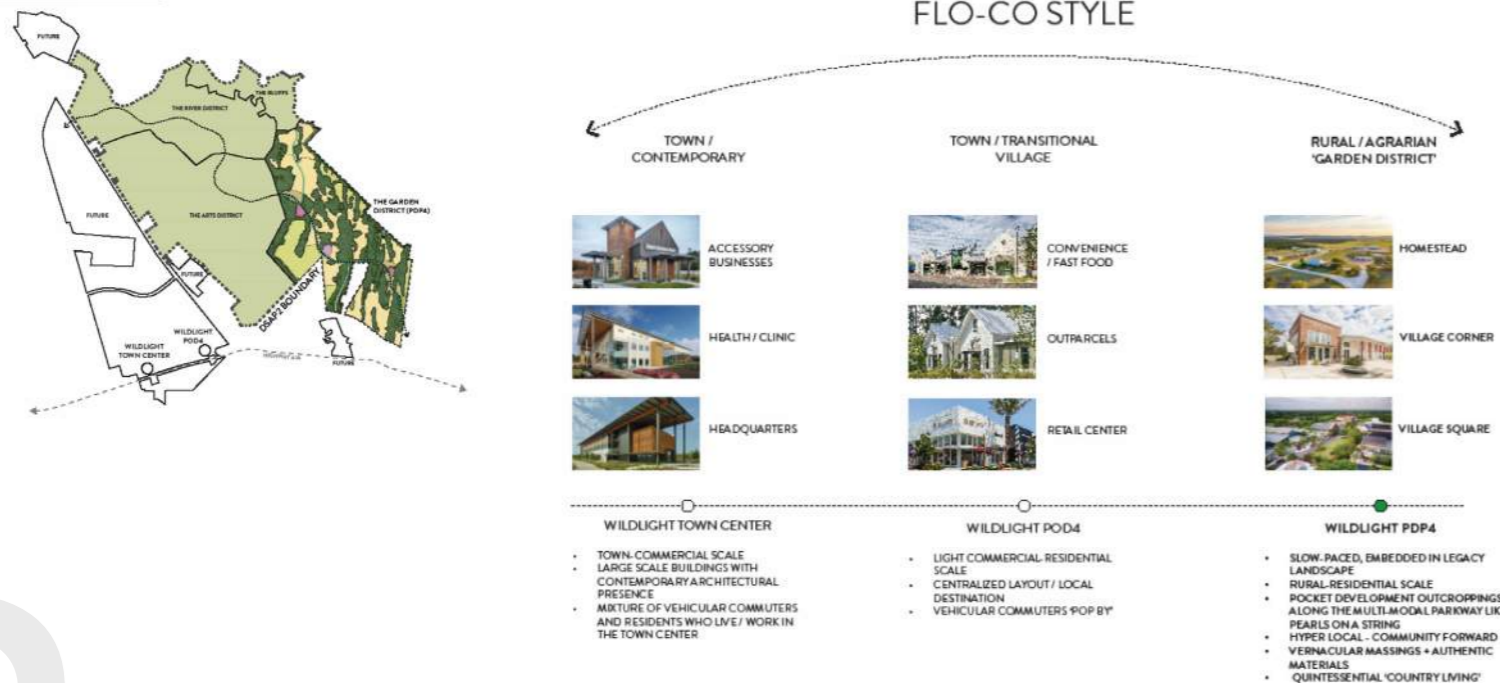 FLO-CO STYLE
FUTURE
THE BLUFFS
THE RIVER DISTRICT
THE GARDEN
DISTRICT (PDP4)
FUTURE
THE ARTS DISTRICT
FUTURE
DSAP2 BOUNDARY
WILDLIGHT
POD4
WILDLIGHT
TOWN CENTER
FUTURE
TOWN /
CONTEMPORARY
ACCESSORY
BUSINESSES
HEALTH / CLINIC
HEADQUARTERS
TOWN / TRANSITIONAL
VILLAGE
CONVENIENCE
/ FAST FOOD
OUTPARCELS
RETAIL CENTER
RURAL / AGRARIAN
'GARDEN DISTRICT'
HOMESTEAD
VILLAGE CORNER
VILLAGE SQUARE
WILDLIGHT TOWN CENTER
• TOWN-COMMERCIAL SCALE
• LARGE SCALE BUILDINGS WITH
CONTEMPORARY ARCHITECTURAL
PRESENCE
• MIXTURE OF VEHICULAR COMMUTERS
AND RESIDENTS WHO LIVE / WORK IN
THE TOWN CENTER
WILDLIGHT POD4
• LIGHT COMMERCIAL-RESIDENTIAL
SCALE
• CENTRALIZED LAYOUT / LOCAL
DESTINATION
• VEHICULAR COMMUTERS 'POP BY'
WILDLIGHT PDP4
• SLOW-PACED, EMBEDDED IN LEGACY
LANDSCAPE
• RURAL-RESIDENTIAL SCALE
• POCKET DEVELOPMENT OUTCROPPINGS
ALONG THE MULTI-MODAL PARKWAY LIK
PEARLS ON A STRING
• HYPER LOCAL - COMMUNITY FORWARD
• VERNACULAR MASSINGS + AUTHENTIC
MATERIALS
• QUINTESSENTIAL 'COUNTRY LIVING'